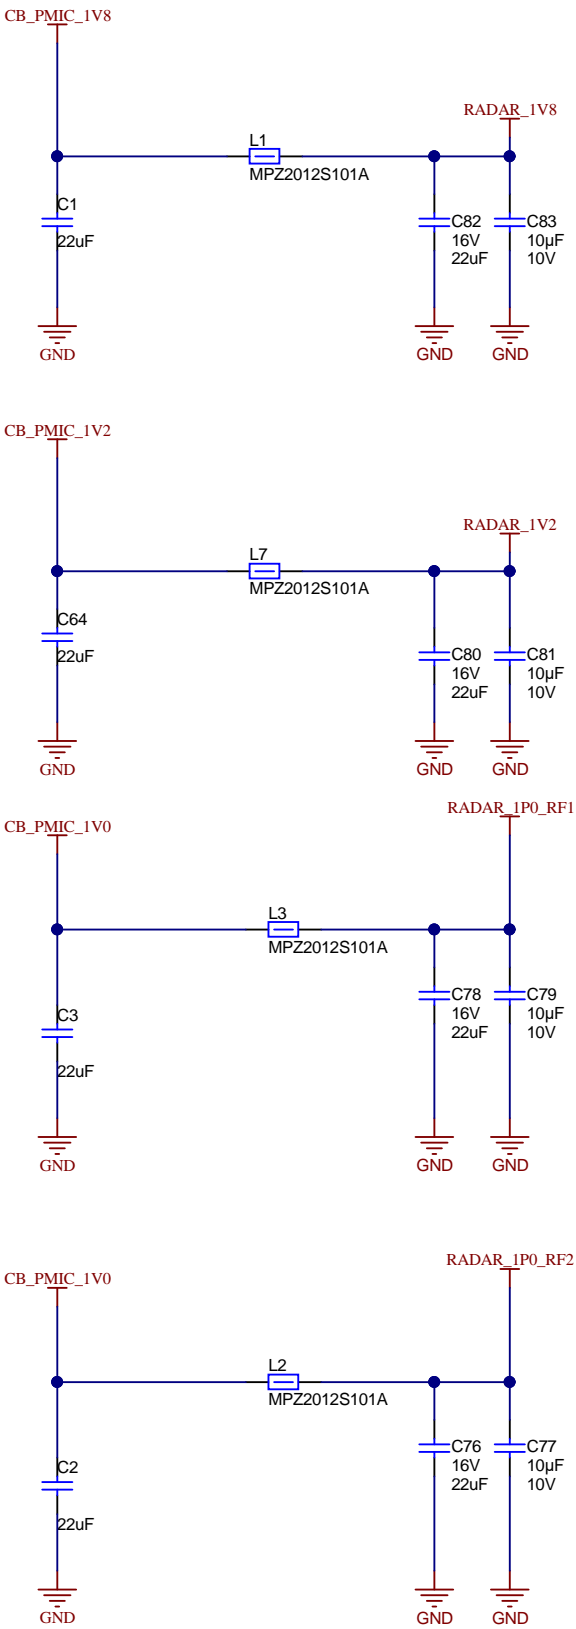 CB_PMIC_1V8
RADAR_1V8
L1
MPZ2012S101A
C1
22uF
C82
16V
22uF
C83
10µF
10V
GND
GND
GND
CB_PMIC_1V2
RADAR_1V2
L7
MPZ2012S101A
C64
22uF
C80
16V
22uF
C81
10µF
10V
GND
GND
GND
RADAR_1P0_RF1
CB_PMIC_1V0
L3
MPZ2012S101A
C3
22uF
C78
16V
22uF
C79
10µF
10V
GND
GND
GND
RADAR_1P0_RF2
CB_PMIC_1V0
L2
MPZ2012S101A
C2
22uF
C76
16V
22uF
C77
10µF
10V
GND
GND
GND